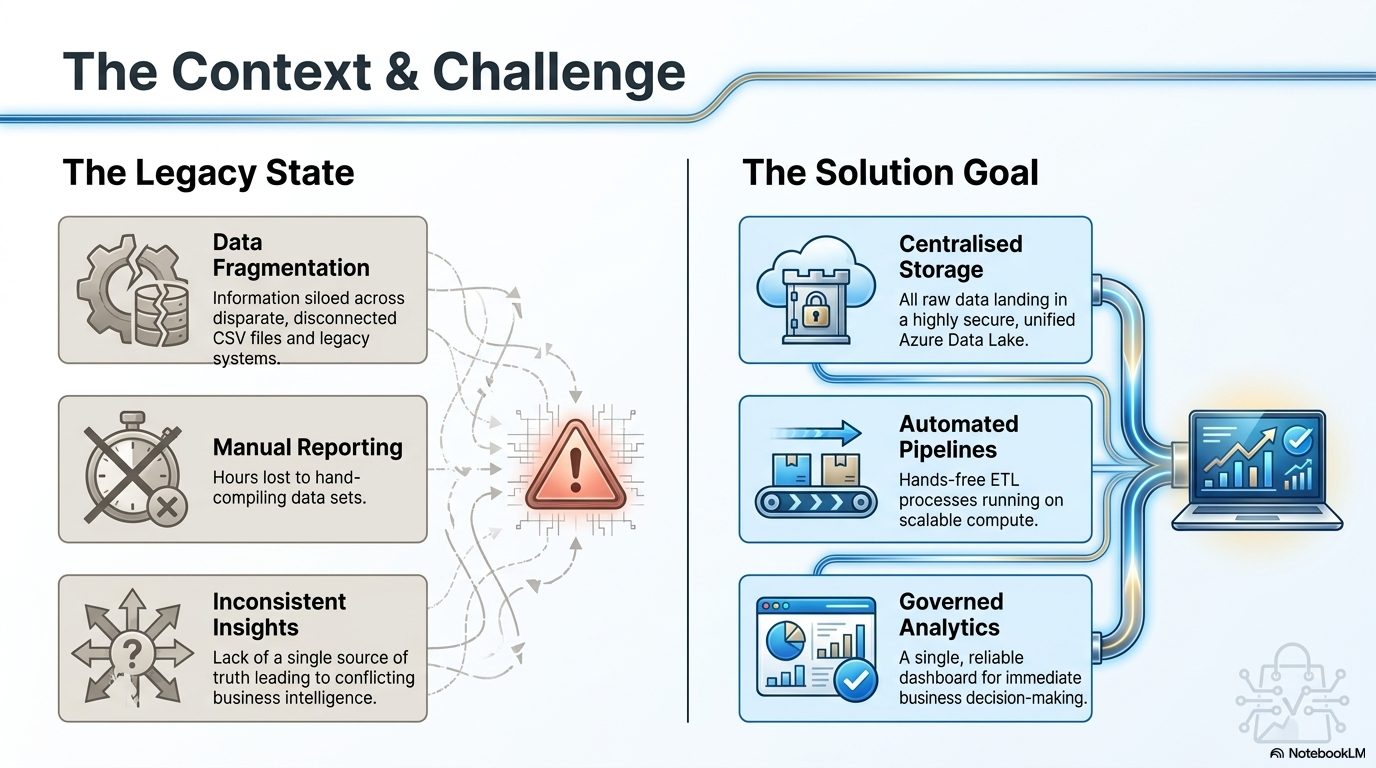 The Context & Challenge
The Legacy State
Data
Fragmentation
Information siloed across
disparate, disconnected
CSV files and legacy
systems.
Manual Reporting
Hours lost to hand-
compiling data sets.
Inconsistent
Insights
Lack of a single source of
truth leading to conflicting
business intelligence.
The Solution Goal
Centralised
Storage
All raw data landing in
a highly secure, unified
Azure Data Lake.
Automated
Pipelines
Hands-free ETL
processes running on
scalable compute.
Governed
Analytics
A single, reliable
dashboard for immediate
business decision-making.
NotebookLM